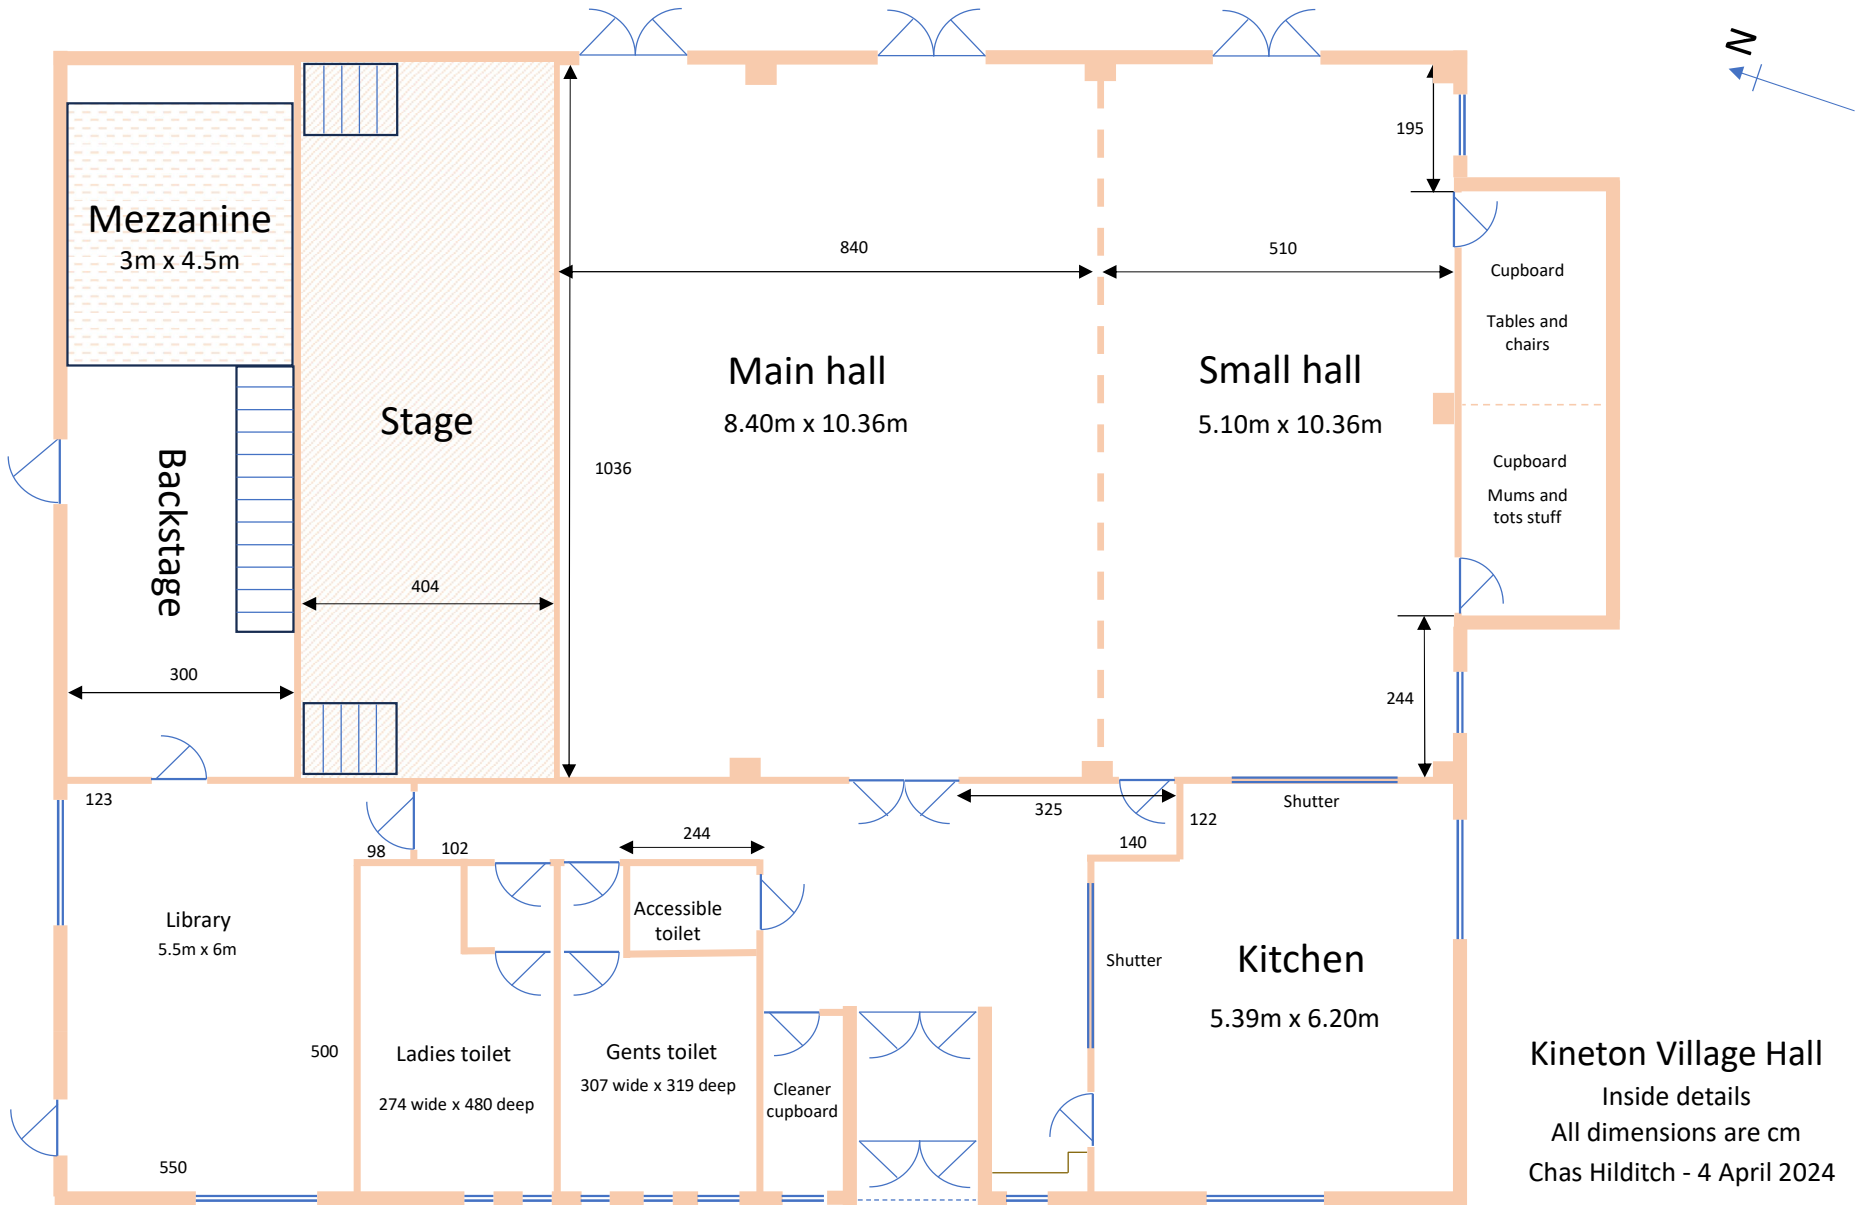 N
195
Mezzanine
3m x 4.5m
840
510
Cupboard
Tables and
chairs
Main hall
8.40m x 10.36m
Small hall
5.10m x 10.36m
Stage
1036
Cupboard
Mums and
tots stuff
Backstage
404
300
244
123
325
Shutter
122
98
102
244
140
Library
5.5m x 6m
Accessible
toilet
Shutter
Kitchen
5.39m x 6.20m
500
Ladies toilet
274 wide x 480 deep
Gents toilet
307 wide x 319 deep
Cleaner
cupboard
550
Kineton Village Hall
Inside details
All dimensions are cm
Chas Hilditch - 4 April 2024